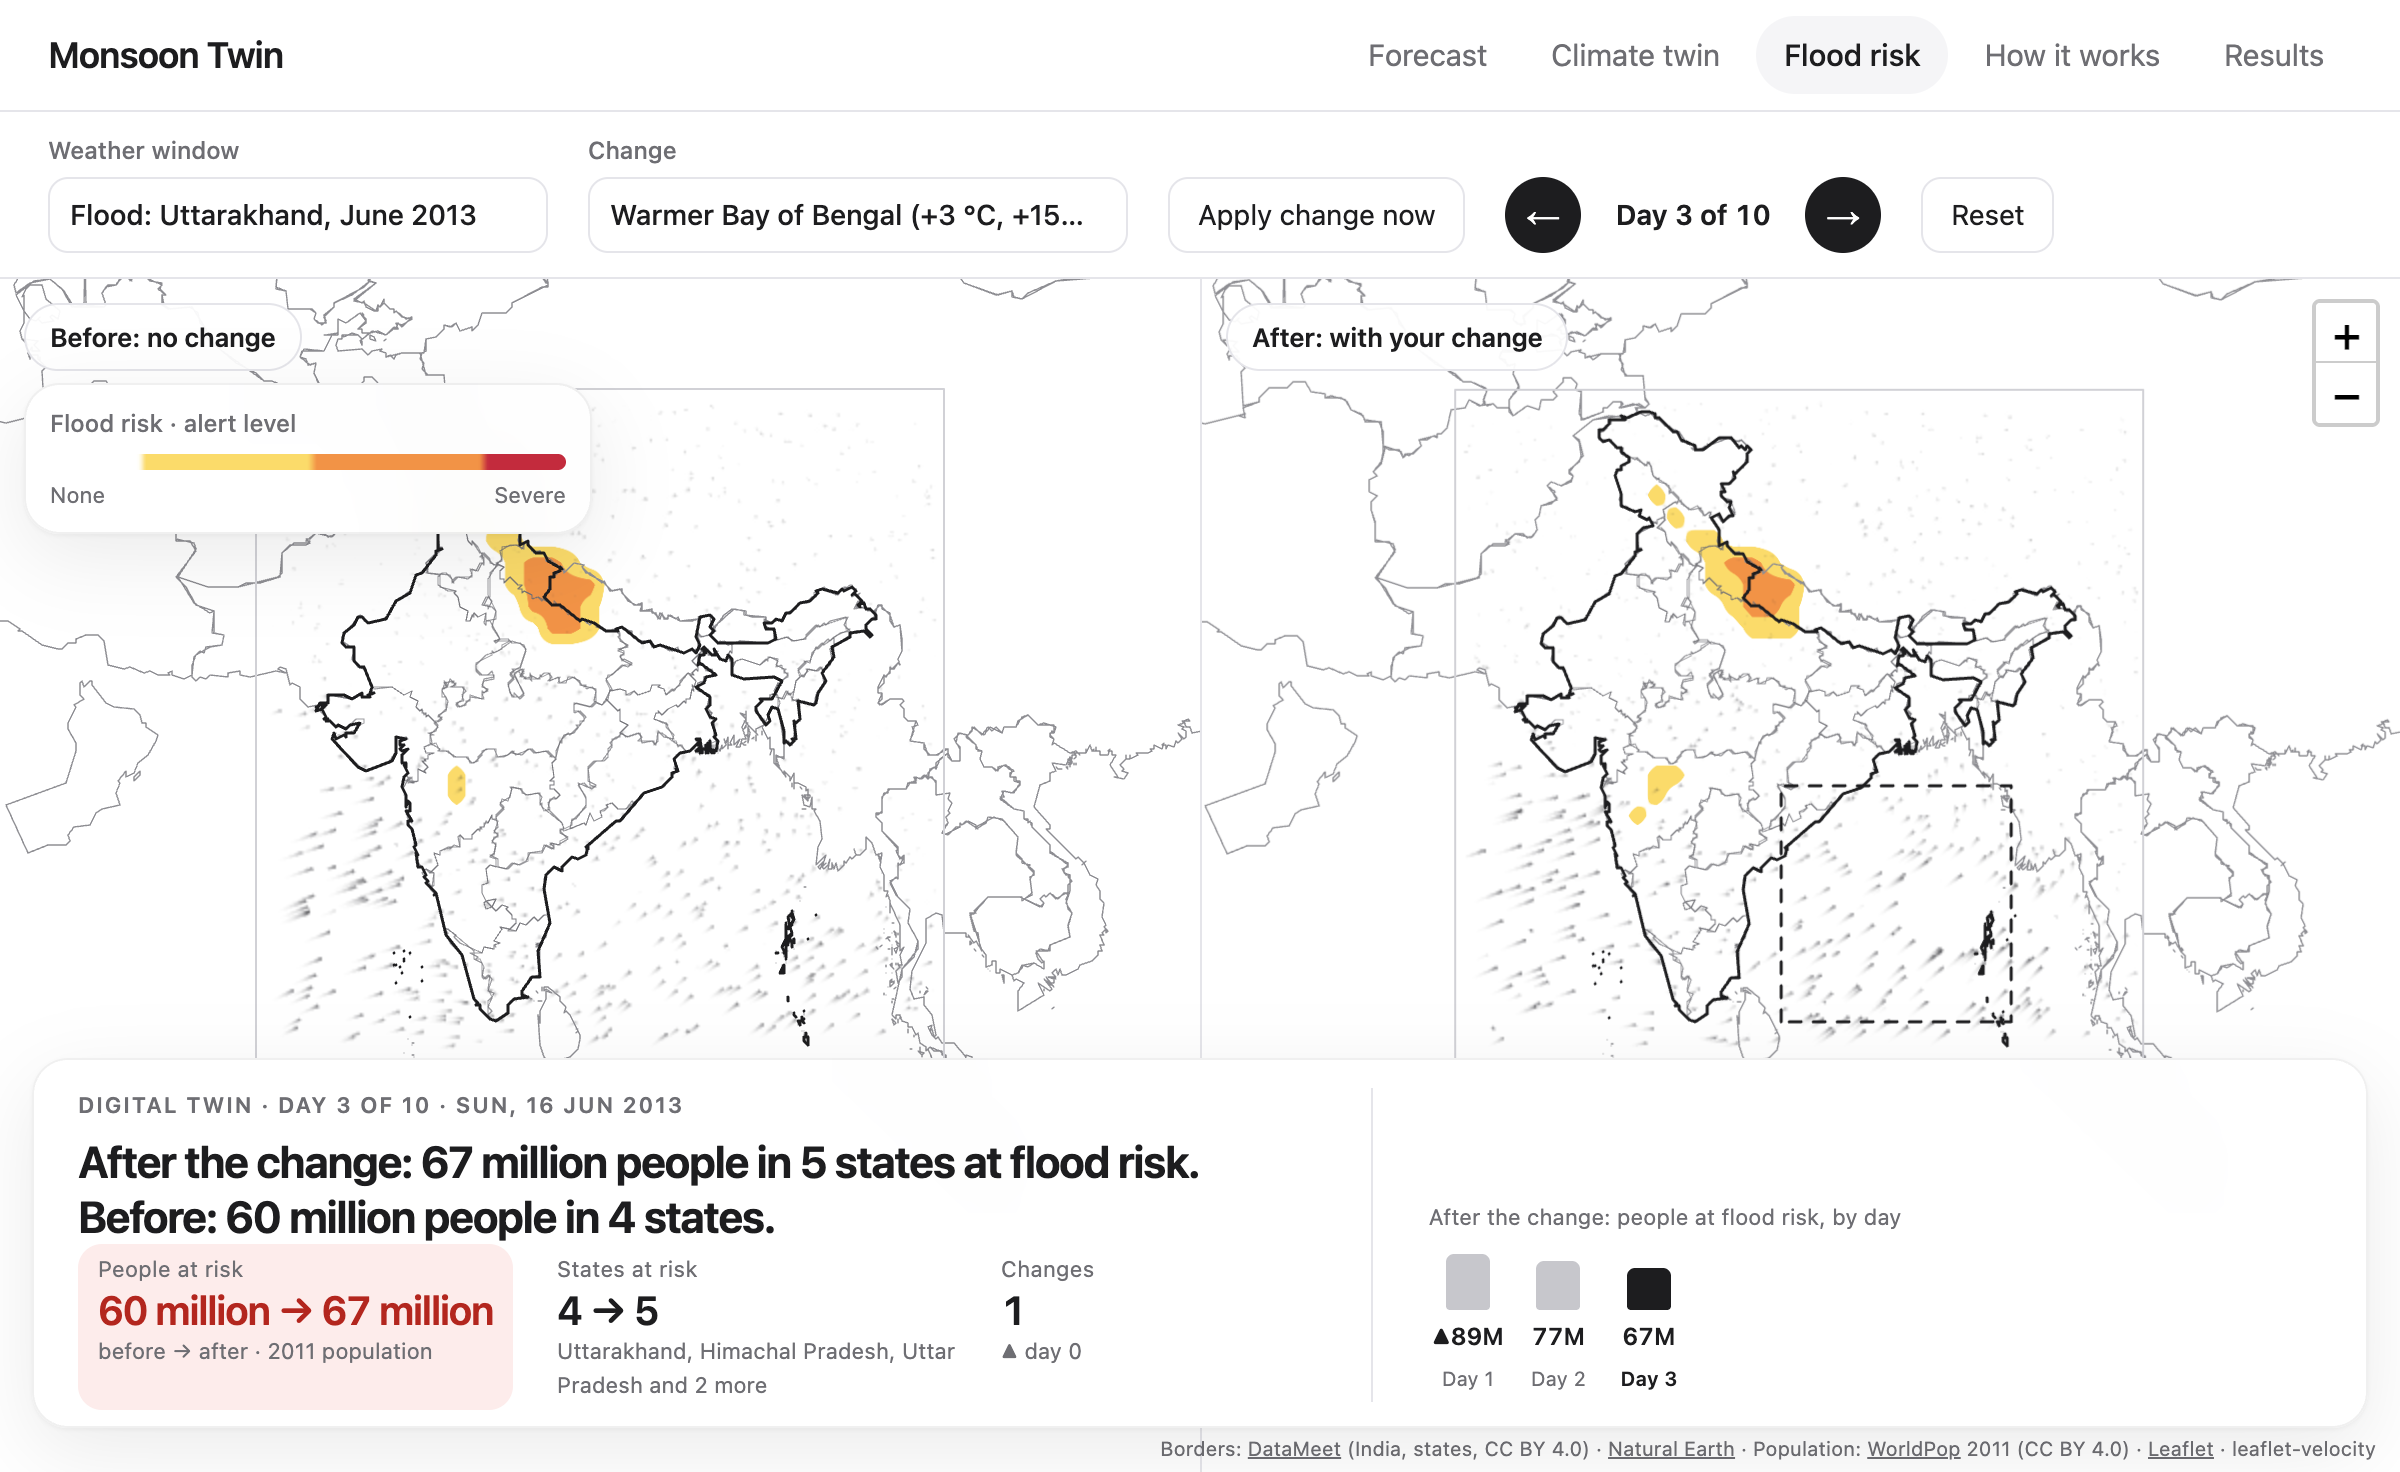 Monsoon Twin
Forecast
Climate twin
Flood risk
How it works
Results
Weather window
Change
Flood: Uttarakhand, June 2013
Warmer Bay of Bengal (+3 °C, +15...
Apply change now
←
Day 3 of 10
→
Reset
Before: no change
After: with your change
+
−
Flood risk · alert level
None
Severe
DIGITAL TWIN · DAY 3 OF 10 · SUN, 16 JUN 2013
After the change: 67 million people in 5 states at flood risk.
Before: 60 million people in 4 states.
People at risk
60 million → 67 million
before → after · 2011 population
States at risk
4 → 5
Uttarakhand, Himachal Pradesh, Uttar
Pradesh and 2 more
Changes
1
▲ day 0
After the change: people at flood risk, by day
▲89M 77M 67M
Day 1 Day 2 Day 3
Borders: DataMeet (India, states, CC BY 4.0) · Natural Earth · Population: WorldPop 2011 (CC BY 4.0) · Leaflet · leaflet-velocity